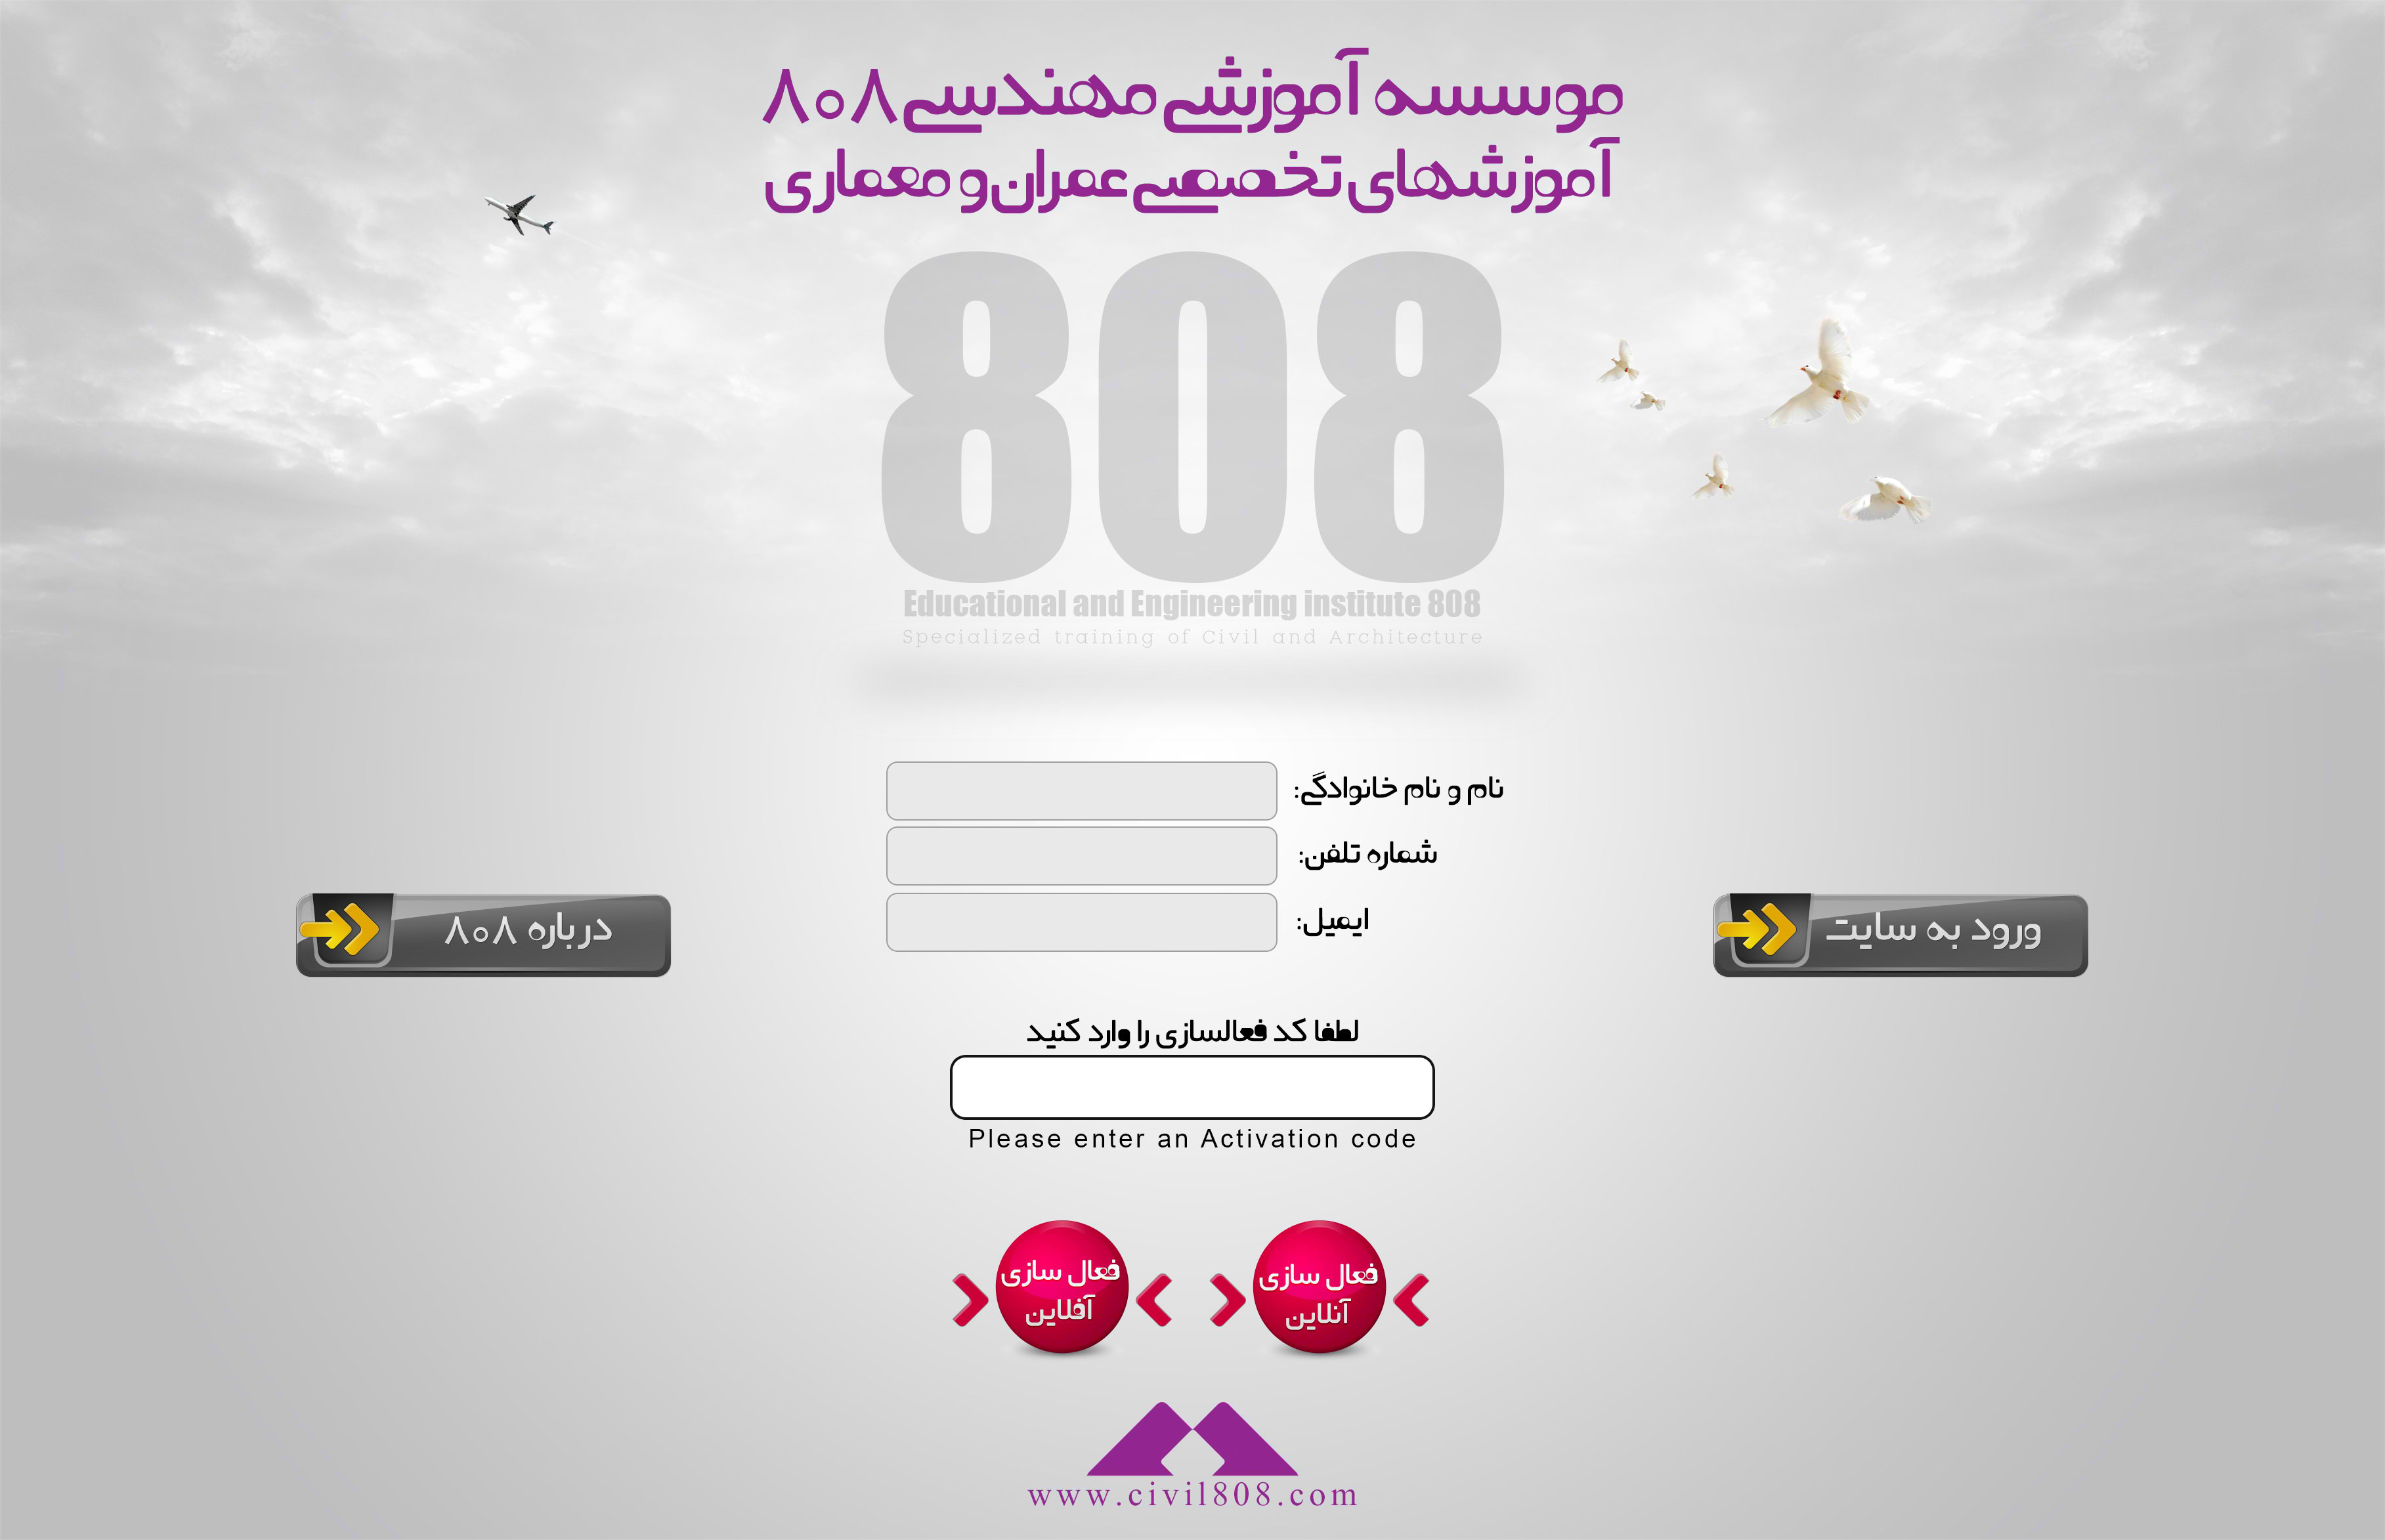 موسسه آموزشی مهندسی ۸۰۸
آموزشهای تخصصی عمران و معماری
808
Educational and Engineering institute 808
Specialized training of Civil and Architecture
نام و نام خانوادگی:
شماره تلفن:
ایمیل:
ورود به سایت
درباره ۸۰۸
لطفا کد فعالسازی را وارد کنید
Please enter an Activation code
فعال سازی
آنلاین
فعال سازی
آفلاین
www.civil808.com